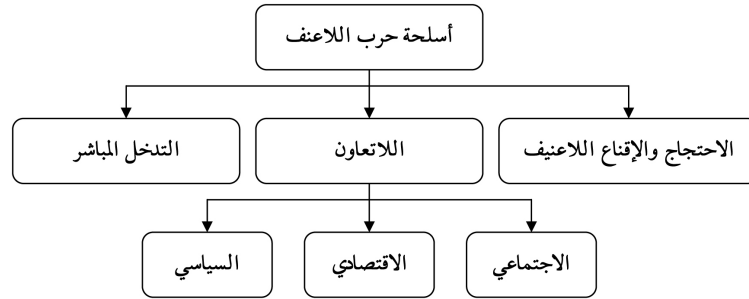 أسلحة حرب اللاعنف
الاحتجاج والإقناع اللاعنيف
اللاتعاون
التدخل المباشر
الاجتماعي
الاقتصادي
السياسي